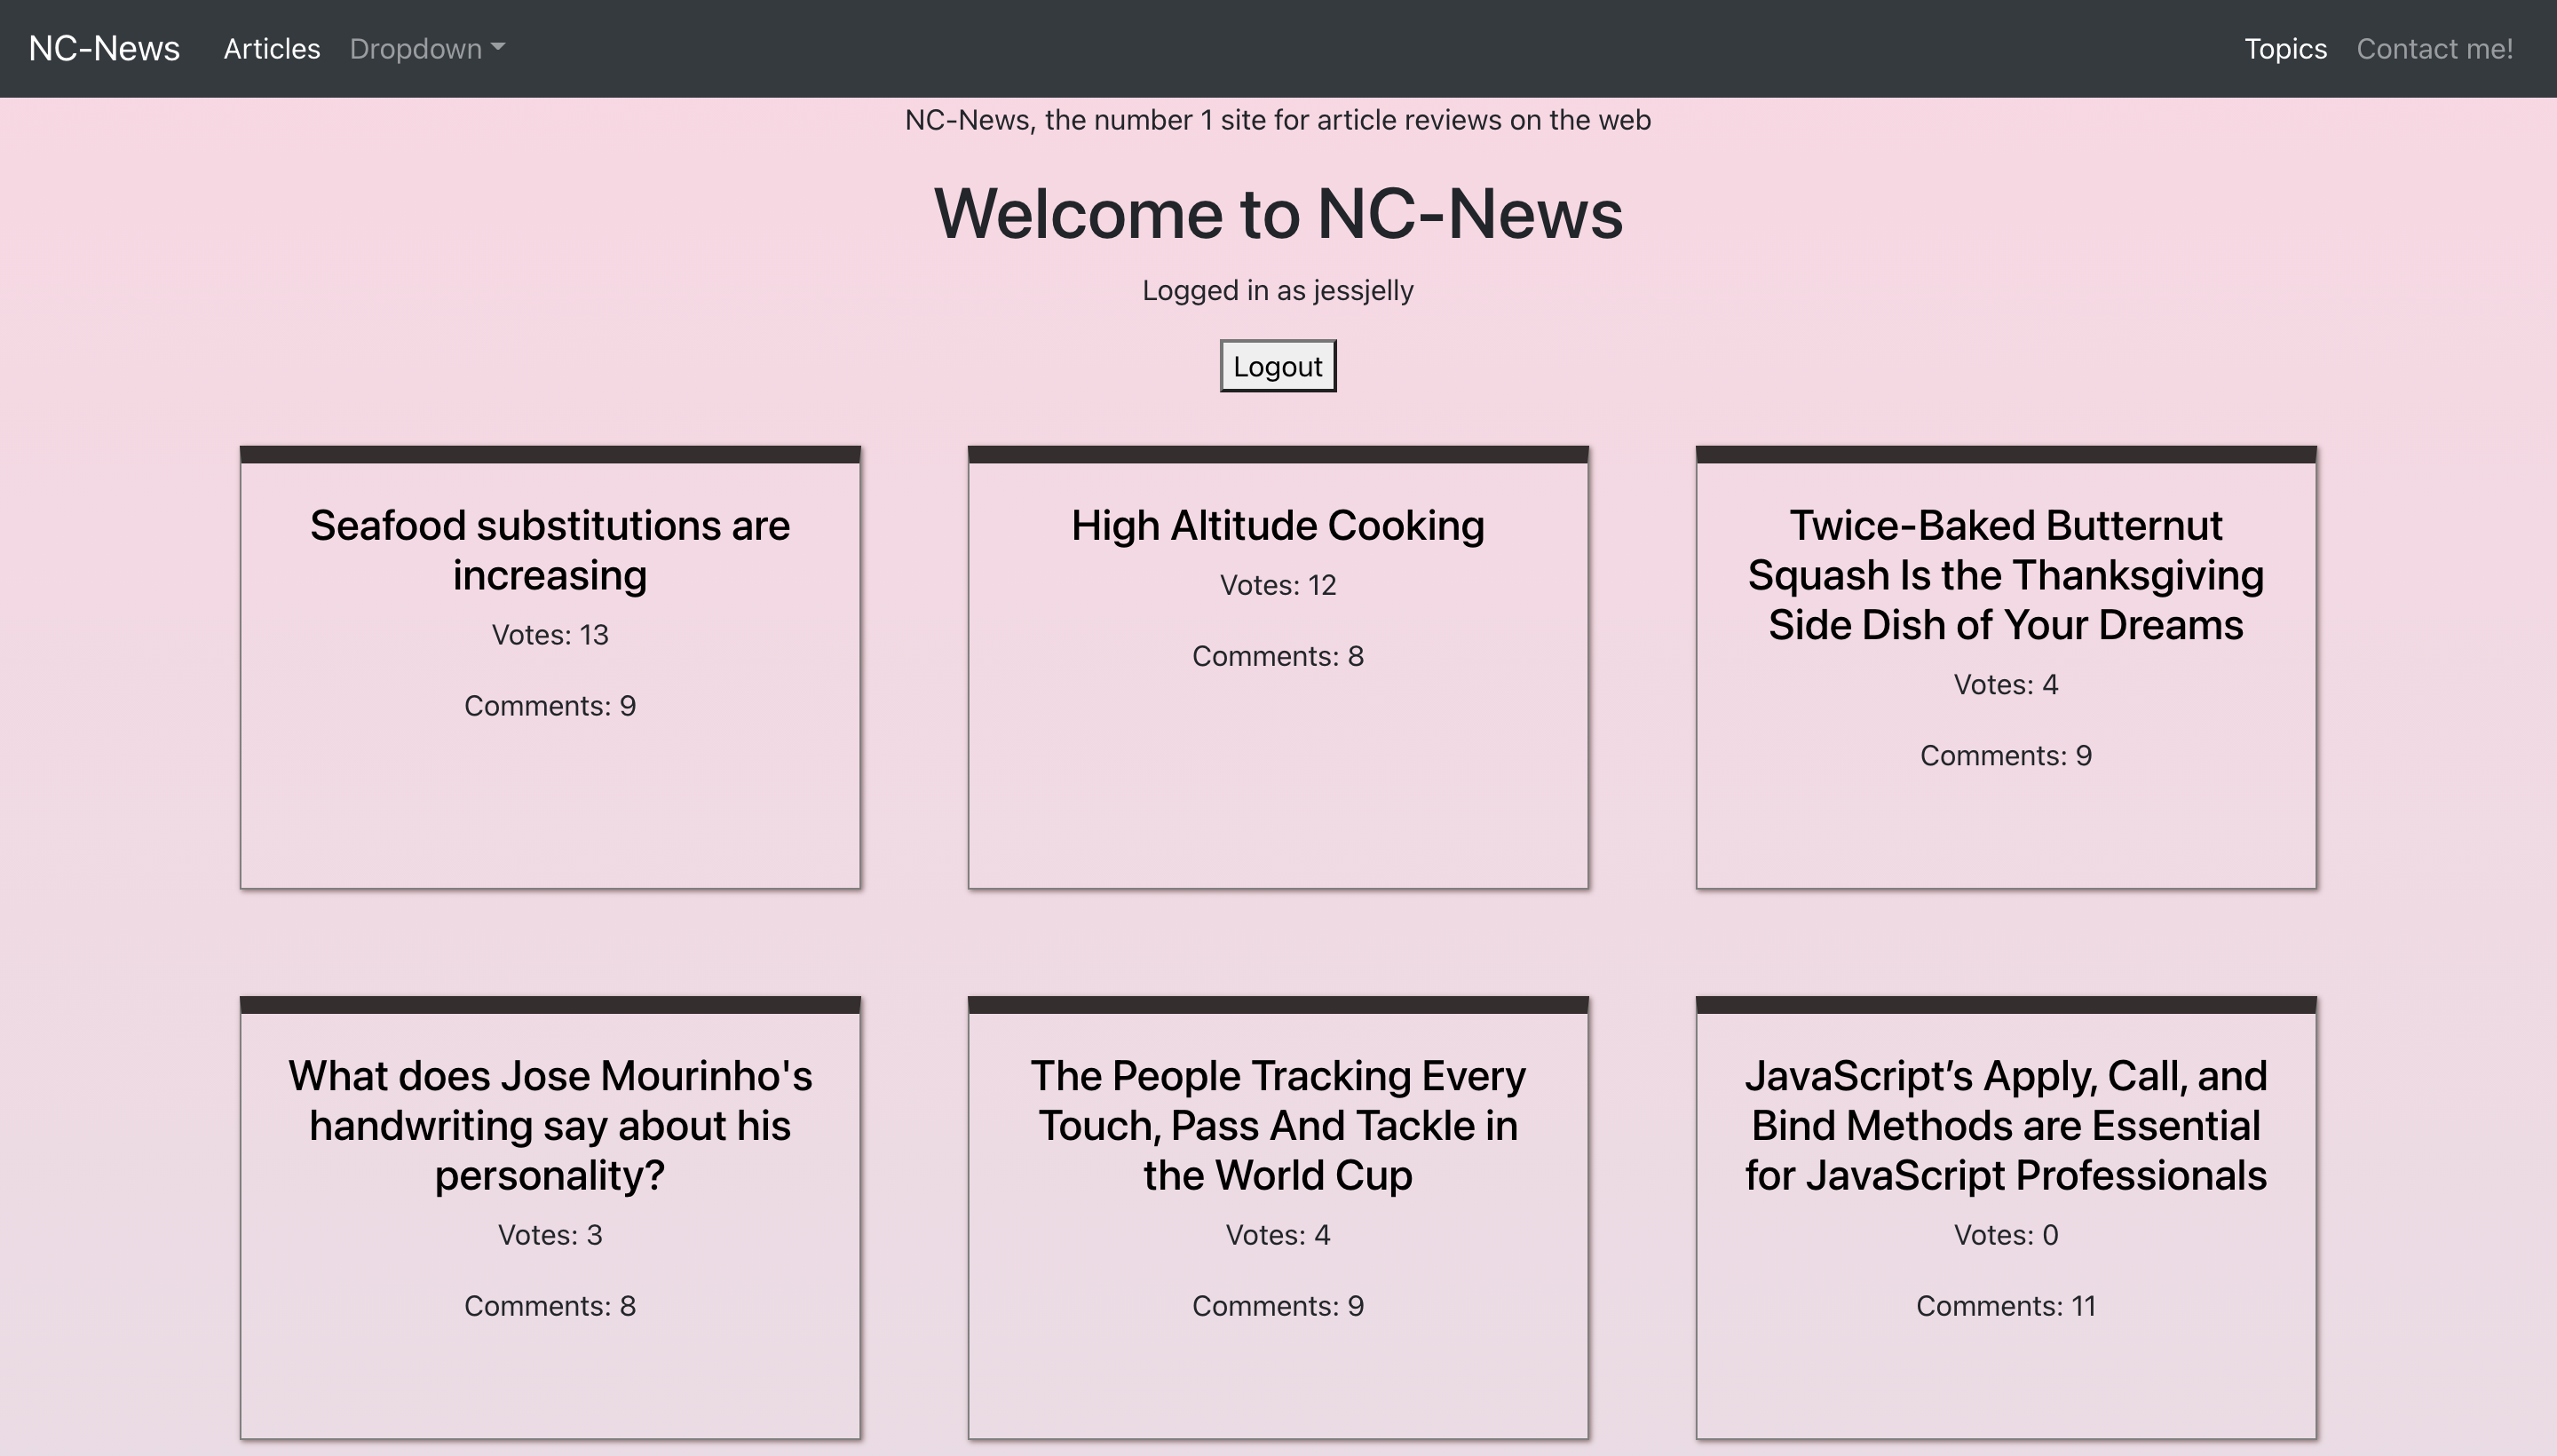 NC-News Articles Dropdown Topics Contact me!
NC-News, the number 1 site for article reviews on the web
Welcome to NC-News
Logged in as jessjelly
Logout
Seafood substitutions are
increasing
Votes: 13
Comments: 9
High Altitude Cooking
Votes: 12
Comments: 8
Twice-Baked Butternut
Squash Is the Thanksgiving
Side Dish of Your Dreams
Votes: 4
Comments: 9
What does Jose Mourinho's
handwriting say about his
personality?
Votes: 3
Comments: 8
The People Tracking Every
Touch, Pass And Tackle in
the World Cup
Votes: 4
Comments: 9
JavaScript’s Apply, Call, and
Bind Methods are Essential
for JavaScript Professionals
Votes: 0
Comments: 11